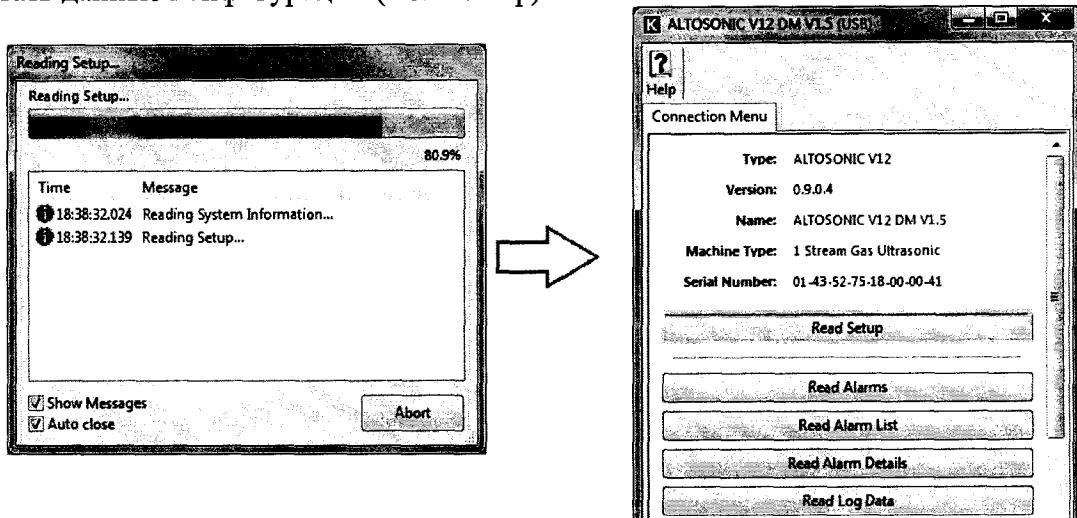 Reading Setup...
Reading Setup...
80.9%
Time Message
18:38:32.024 Reading System Information...
18:38:32.139 Reading Setup...
Show Messages
Auto close
Abort
ALTOSONIC V12 DM V1.5 (USB)
Help
Connection Menu
Type: ALTOSONIC V12
Version: 0.9.0.4
Name: ALTOSONIC V12 DM V1.5
Machine Type: 1 Stream Gas Ultrasonic
Serial Number: 01-43-52-75-18-00-00-41
Read Setup
Read Alarms
Read Alarm List
Read Alarm Details
Read Log Data